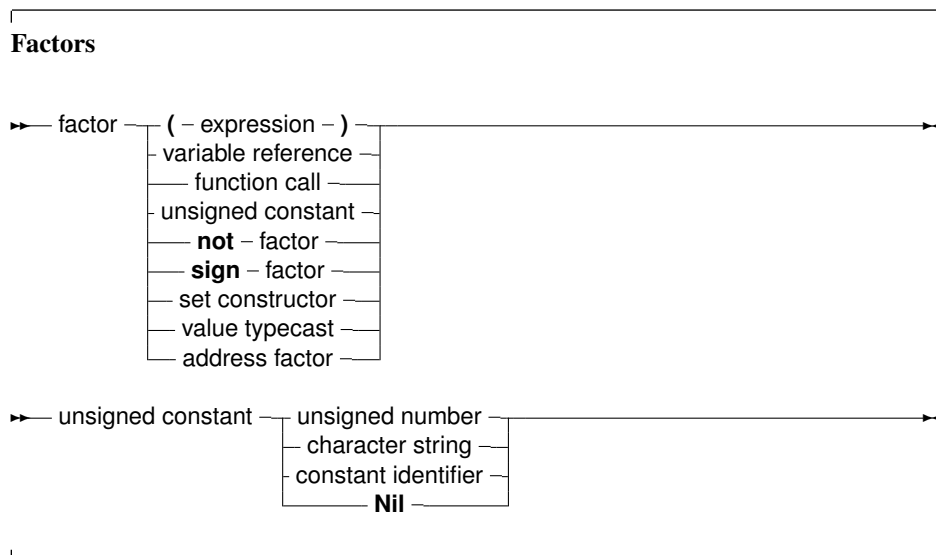 Factors
factor ( expression )
variable reference
function call
unsigned constant
not factor
sign factor
set constructor
value typecast
address factor
unsigned constant unsigned number
character string
constant identifier
Nil